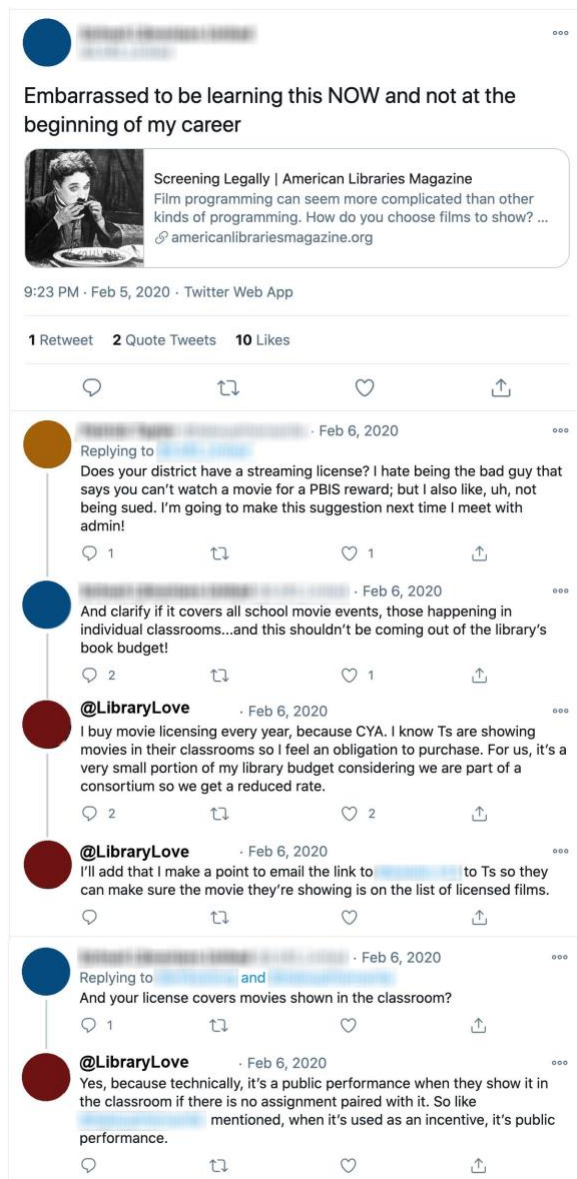 Embarrassed to be learning this NOW and not at the
beginning of my career
Screening Legally | American Libraries Magazine
Film programming can seem more complicated than other
kinds of programming. How do you choose films to show? ...
americanlibrariesmagazine.org
9:23 PM · Feb 5, 2020 · Twitter Web App
1 Retweet 2 Quote Tweets 10 Likes
· Feb 6, 2020
Replying to
Does your district have a streaming license? I hate being the bad guy that
says you can't watch a movie for a PBIS reward; but I also like, uh, not
being sued. I'm going to make this suggestion next time I meet with
admin!
1 1
· Feb 6, 2020
And clarify if it covers all school movie events, those happening in
individual classrooms...and this shouldn't be coming out of the library's
book budget!
2 1
@LibraryLove · Feb 6, 2020
I buy movie licensing every year, because CYA. I know Ts are showing
movies in their classrooms so I feel an obligation to purchase. For us, it's a
very small portion of my library budget considering we are part of a
consortium so we get a reduced rate.
2 2
@LibraryLove · Feb 6, 2020
I'll add that I make a point to email the link to to Ts so they
can make sure the movie they're showing is on the list of licensed films.
· Feb 6, 2020
Replying to and
And your license covers movies shown in the classroom?
1
@LibraryLove · Feb 6, 2020
Yes, because technically, it's a public performance when they show it in
the classroom if there is no assignment paired with it. So like
mentioned, when it's used as an incentive, it's public
performance.